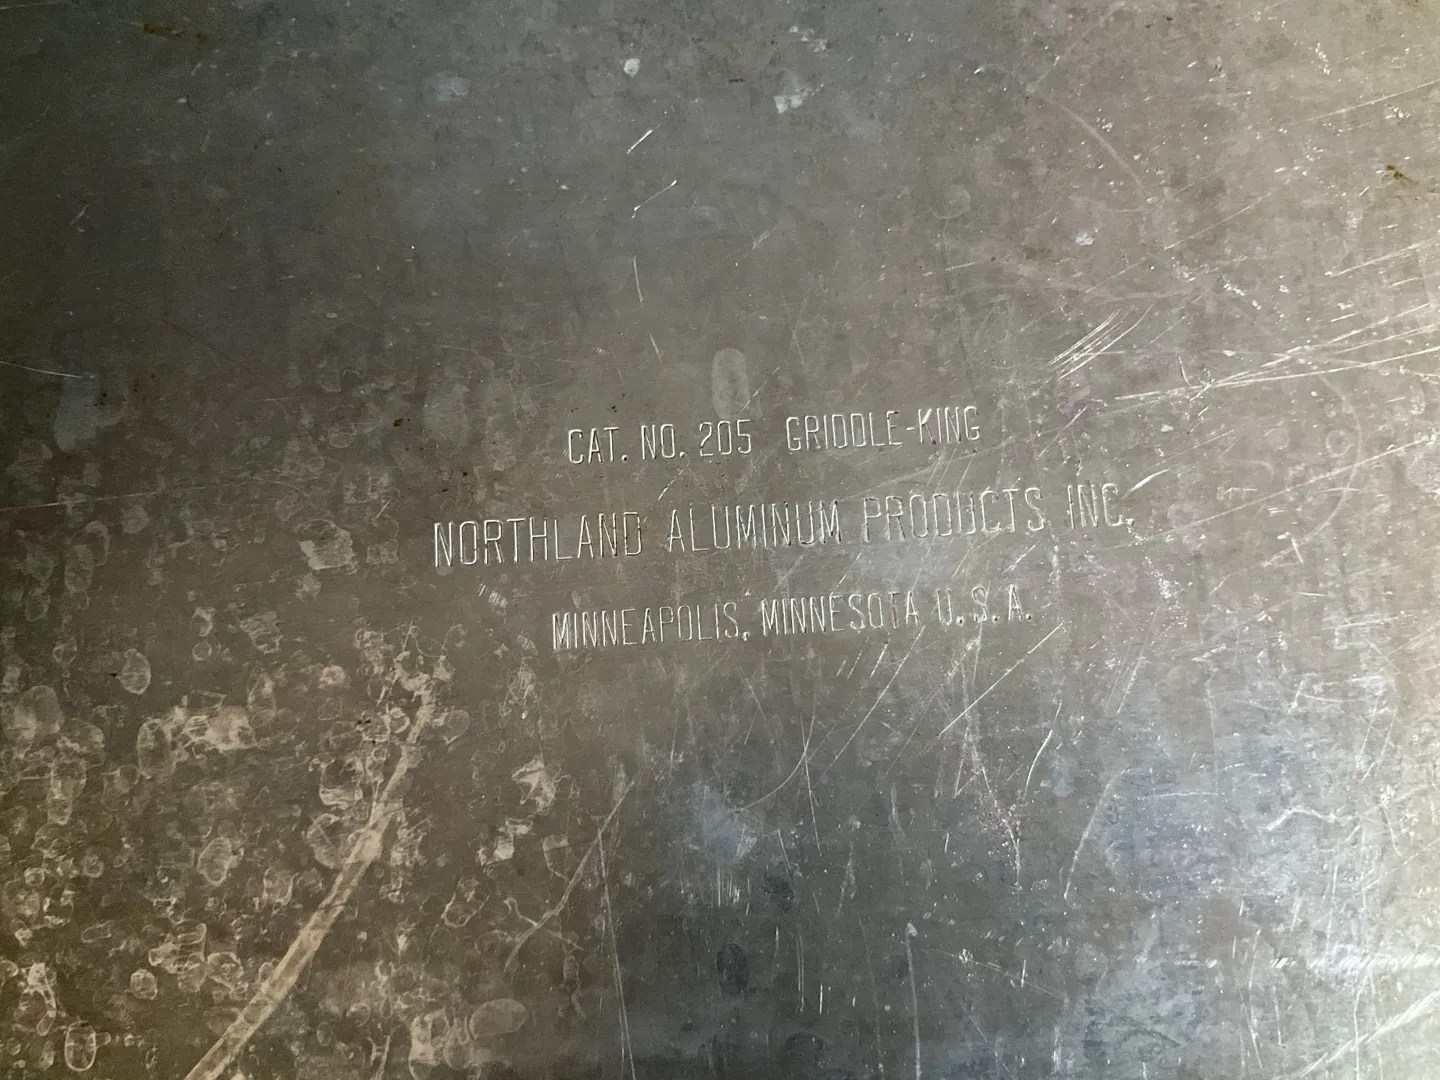 CAT. NO. 205 GRIDDLE-KING
NORTHLAND ALUMINUM PRODUCTS INC.
MINNEAPOLIS, MINNESOTA U.S.A.